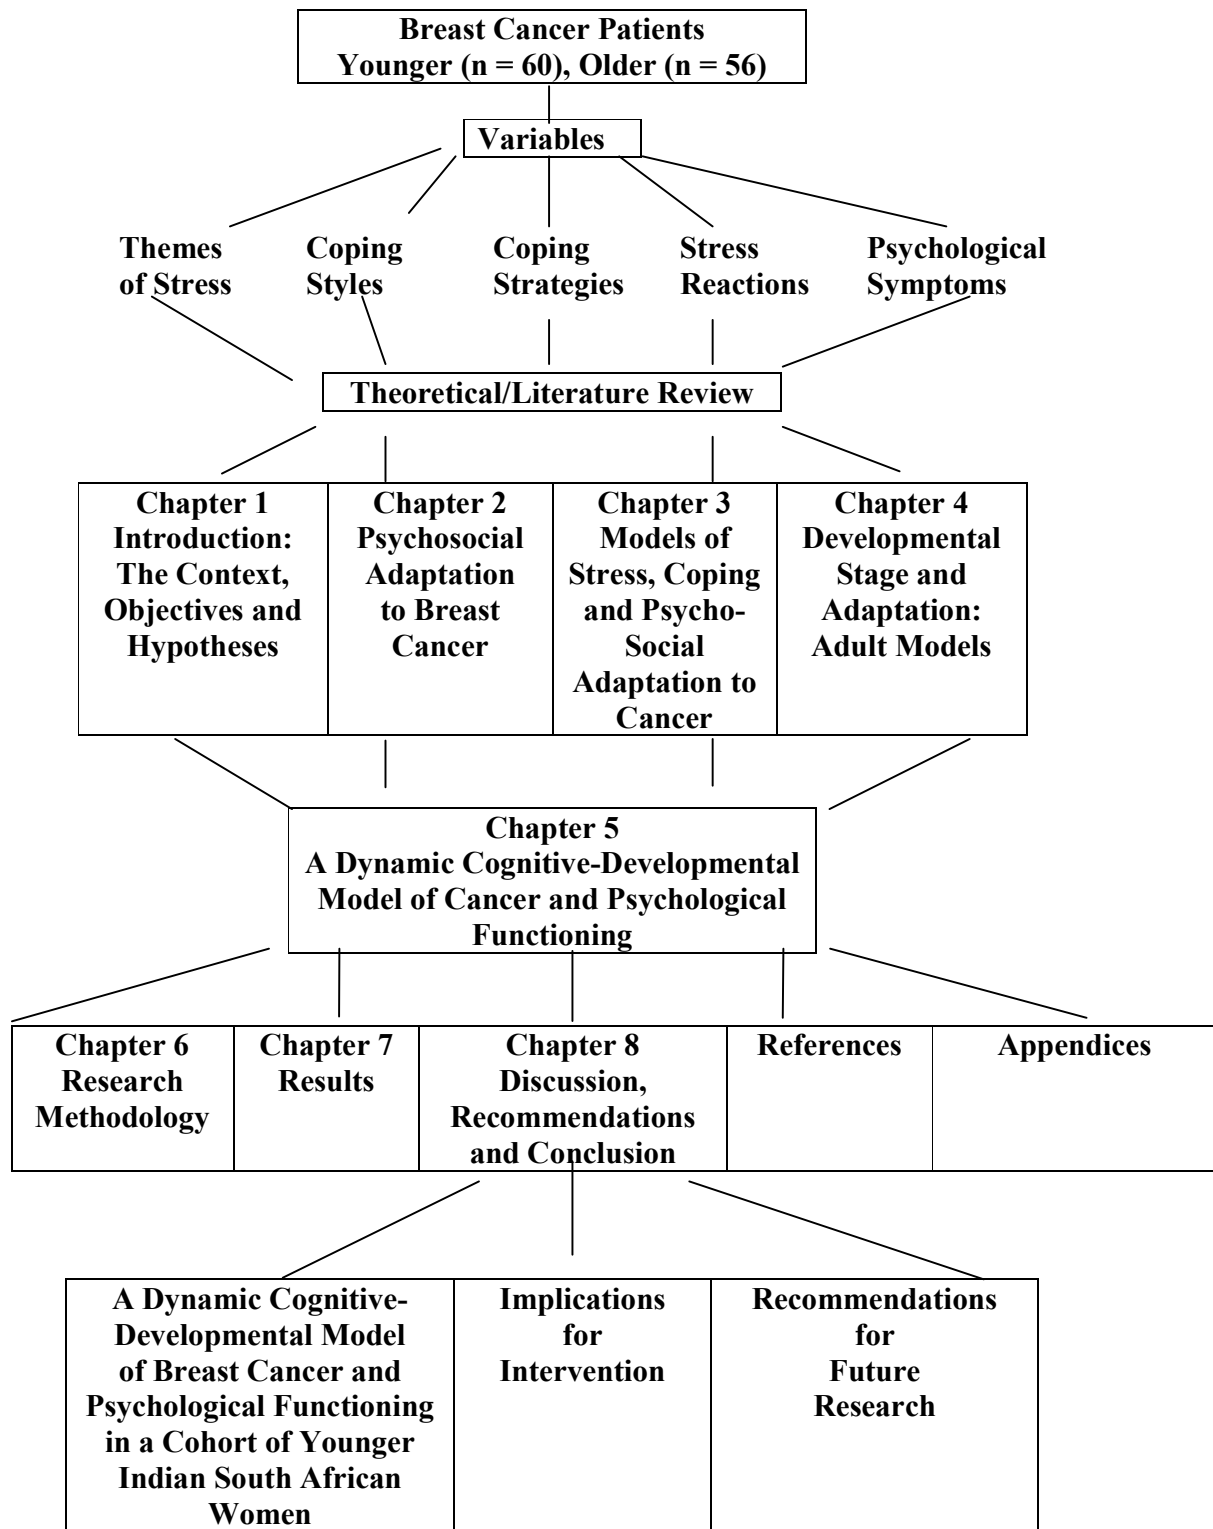 Breast Cancer Patients
Younger (n = 60), Older (n = 56)
Variables
Themes
of Stress
Coping
Styles
Coping
Strategies
Stress
Reactions
Psychological
Symptoms
Theoretical/Literature Review
Chapter 1
Introduction:
The Context,
Objectives and
Hypotheses
Chapter 2
Psychosocial
Adaptation
to Breast
Cancer
Chapter 3
Models of
Stress, Coping
and Psycho-
Social
Adaptation to
Cancer
Chapter 4
Developmental
Stage and
Adaptation:
Adult Models
Chapter 5
A Dynamic Cognitive-Developmental
Model of Cancer and Psychological
Functioning
Chapter 6
Research
Methodology
Chapter 7
Results
Chapter 8
Discussion,
Recommendations
and Conclusion
References
Appendices
A Dynamic Cognitive-
Developmental Model
of Breast Cancer and
Psychological Functioning
in a Cohort of Younger
Indian South African
Women
Implications
for
Intervention
Recommendations
for
Future
Research